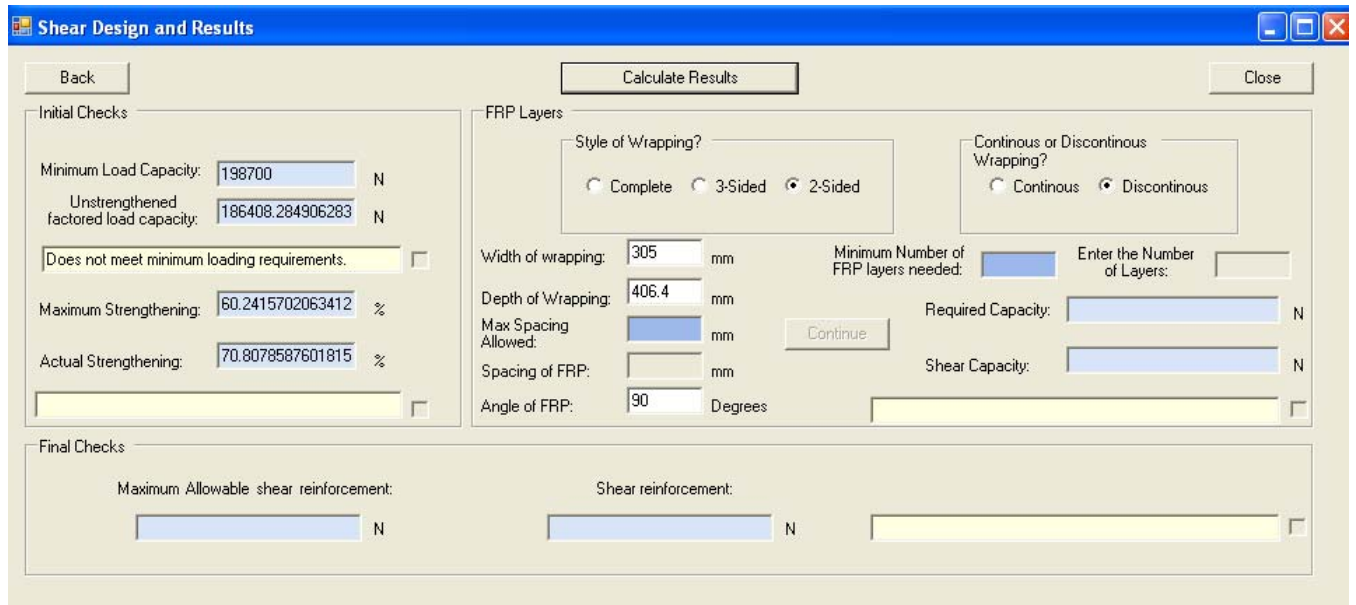 Shear Design and Results
Back
Calculate Results
Close
Initial Checks
Minimum Load Capacity:
198700
N
Unstrengthened
factored load capacity:
186408.284906283
N
Does not meet minimum loading requirements.
Maximum Strengthening:
60.2415702063412
%
Actual Strengthening:
70.8078587601815
%
FRP Layers
Style of Wrapping?
Complete
3-Sided
2-Sided
Continous or Discontinous
Wrapping?
Continous
Discontinous
Width of wrapping:
305
mm
Minimum Number of
FRP layers needed:
Enter the Number
of Layers:
Depth of Wrapping:
406.4
mm
Required Capacity:
N
Max Spacing
Allowed:
mm
Continue
Spacing of FRP:
mm
Shear Capacity:
N
Angle of FRP:
90
Degrees
Final Checks
Maximum Allowable shear reinforcement:
N
Shear reinforcement:
N